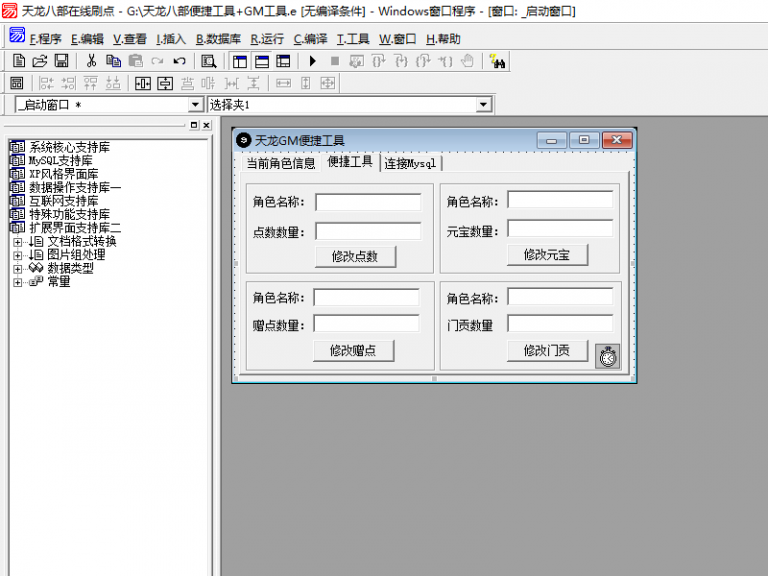 天龙八部在线刷点 - G:\天龙八部便捷工具+GM工具.e [无编译条件] - Windows窗口程序 - [窗口: _启动窗口]
F.程序 E.编辑 V.查看 I.插入 B.数据库 R.运行 C.编译 T.工具 W.窗口 H.帮助
_启动窗口 * 选择夹1
系统核心支持库
MySQL支持库
XP风格界面库
数据操作支持库一
互联网支持库
特殊功能支持库
扩展界面支持库二
文档格式转换
图片组处理
数据类型
常量
天龙GM便捷工具
当前角色信息 便捷工具 连接Mysql
角色名称:
点数数量:
修改点数
角色名称:
元宝数量:
修改元宝
角色名称:
赠点数量:
修改赠点
角色名称:
门贡数量
修改门贡